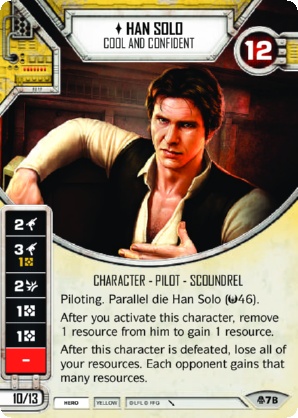 HAN SOLO
COOL AND CONFIDENT
12
2
3
1
2
1
1
-
CHARACTER - PILOT - SCOUNDREL
Piloting. Parallel die Han Solo (46).
After you activate this character, remove
1 resource from him to gain 1 resource.
After this character is defeated, lose all of
your resources. Each opponent gains that
many resources.
10/13
HERO
YELLOW
7B